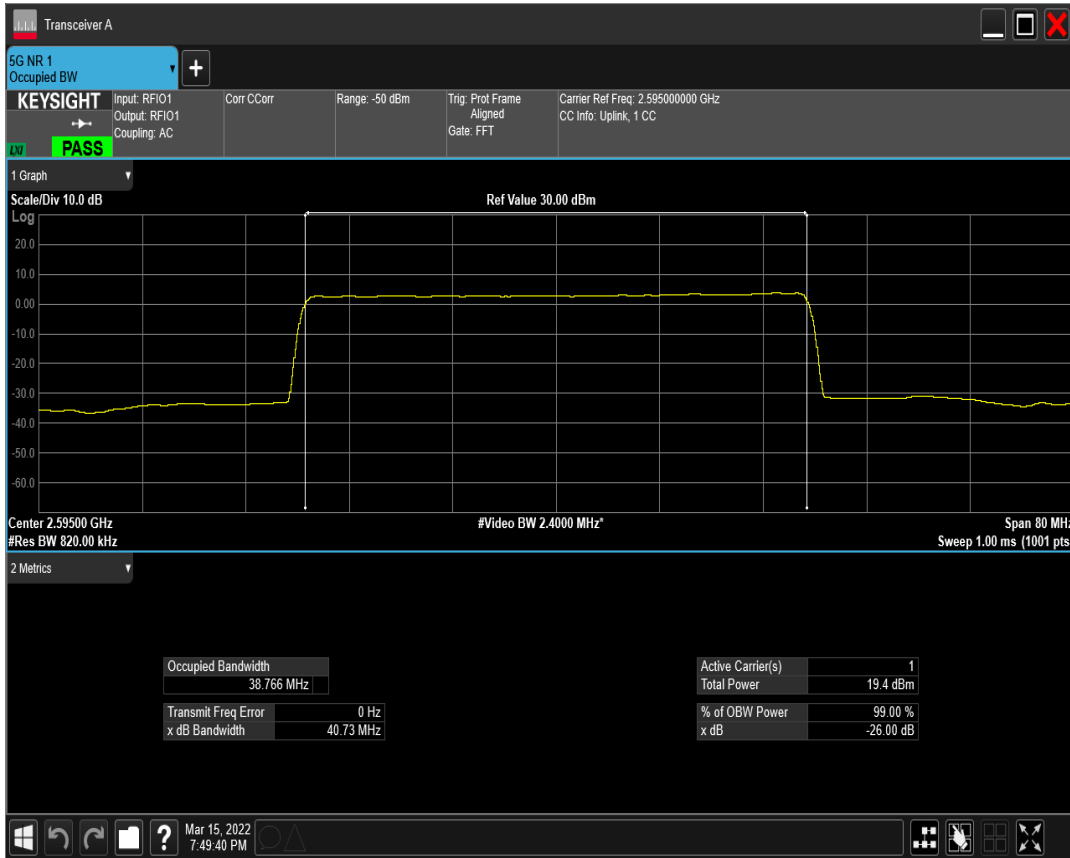 Transceiver A
5G NR 1
Occupied BW
KEYSIGHT
Input: RFIO1
Output: RFIO1
Coupling: AC
Corr CCorr
Range: -50 dBm
Trig: Prot Frame
Aligned
Gate: FFT
Carrier Ref Freq: 2.595000000 GHz
CC Info: Uplink, 1 CC
LXI
PASS
1 Graph
Scale/Div 10.0 dB
Ref Value 30.00 dBm
Log
20.0
10.0
0.00
-10.0
-20.0
-30.0
-40.0
-50.0
-60.0
Center 2.59500 GHz
#Video BW 2.4000 MHz*
Span 80 MHz
#Res BW 820.00 kHz
Sweep 1.00 ms (1001 pts
2 Metrics
Occupied Bandwidth
38.766 MHz
Transmit Freq Error 0 Hz
x dB Bandwidth 40.73 MHz
Active Carrier(s) 1
Total Power 19.4 dBm
% of OBW Power 99.00 %
x dB -26.00 dB
?
Mar 15, 2022
7:49:40 PM